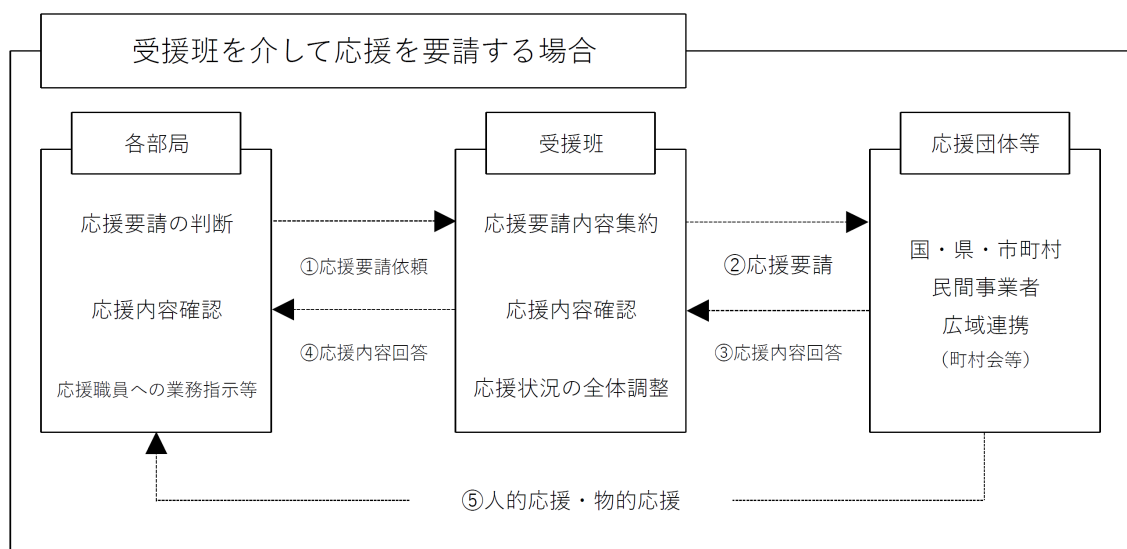 受援班を介して応援を要請する場合
各部局
応援要請の判断
応援内容確認
応援職員への業務指示等
①応援要請依頼
④応援内容回答
受援班
応援要請内容集約
応援内容確認
応援状況の全体調整
②応援要請
③応援内容回答
応援団体等
国・県・市町村
民間事業者
広域連携
（町村会等）
⑤人的応援・物的応援